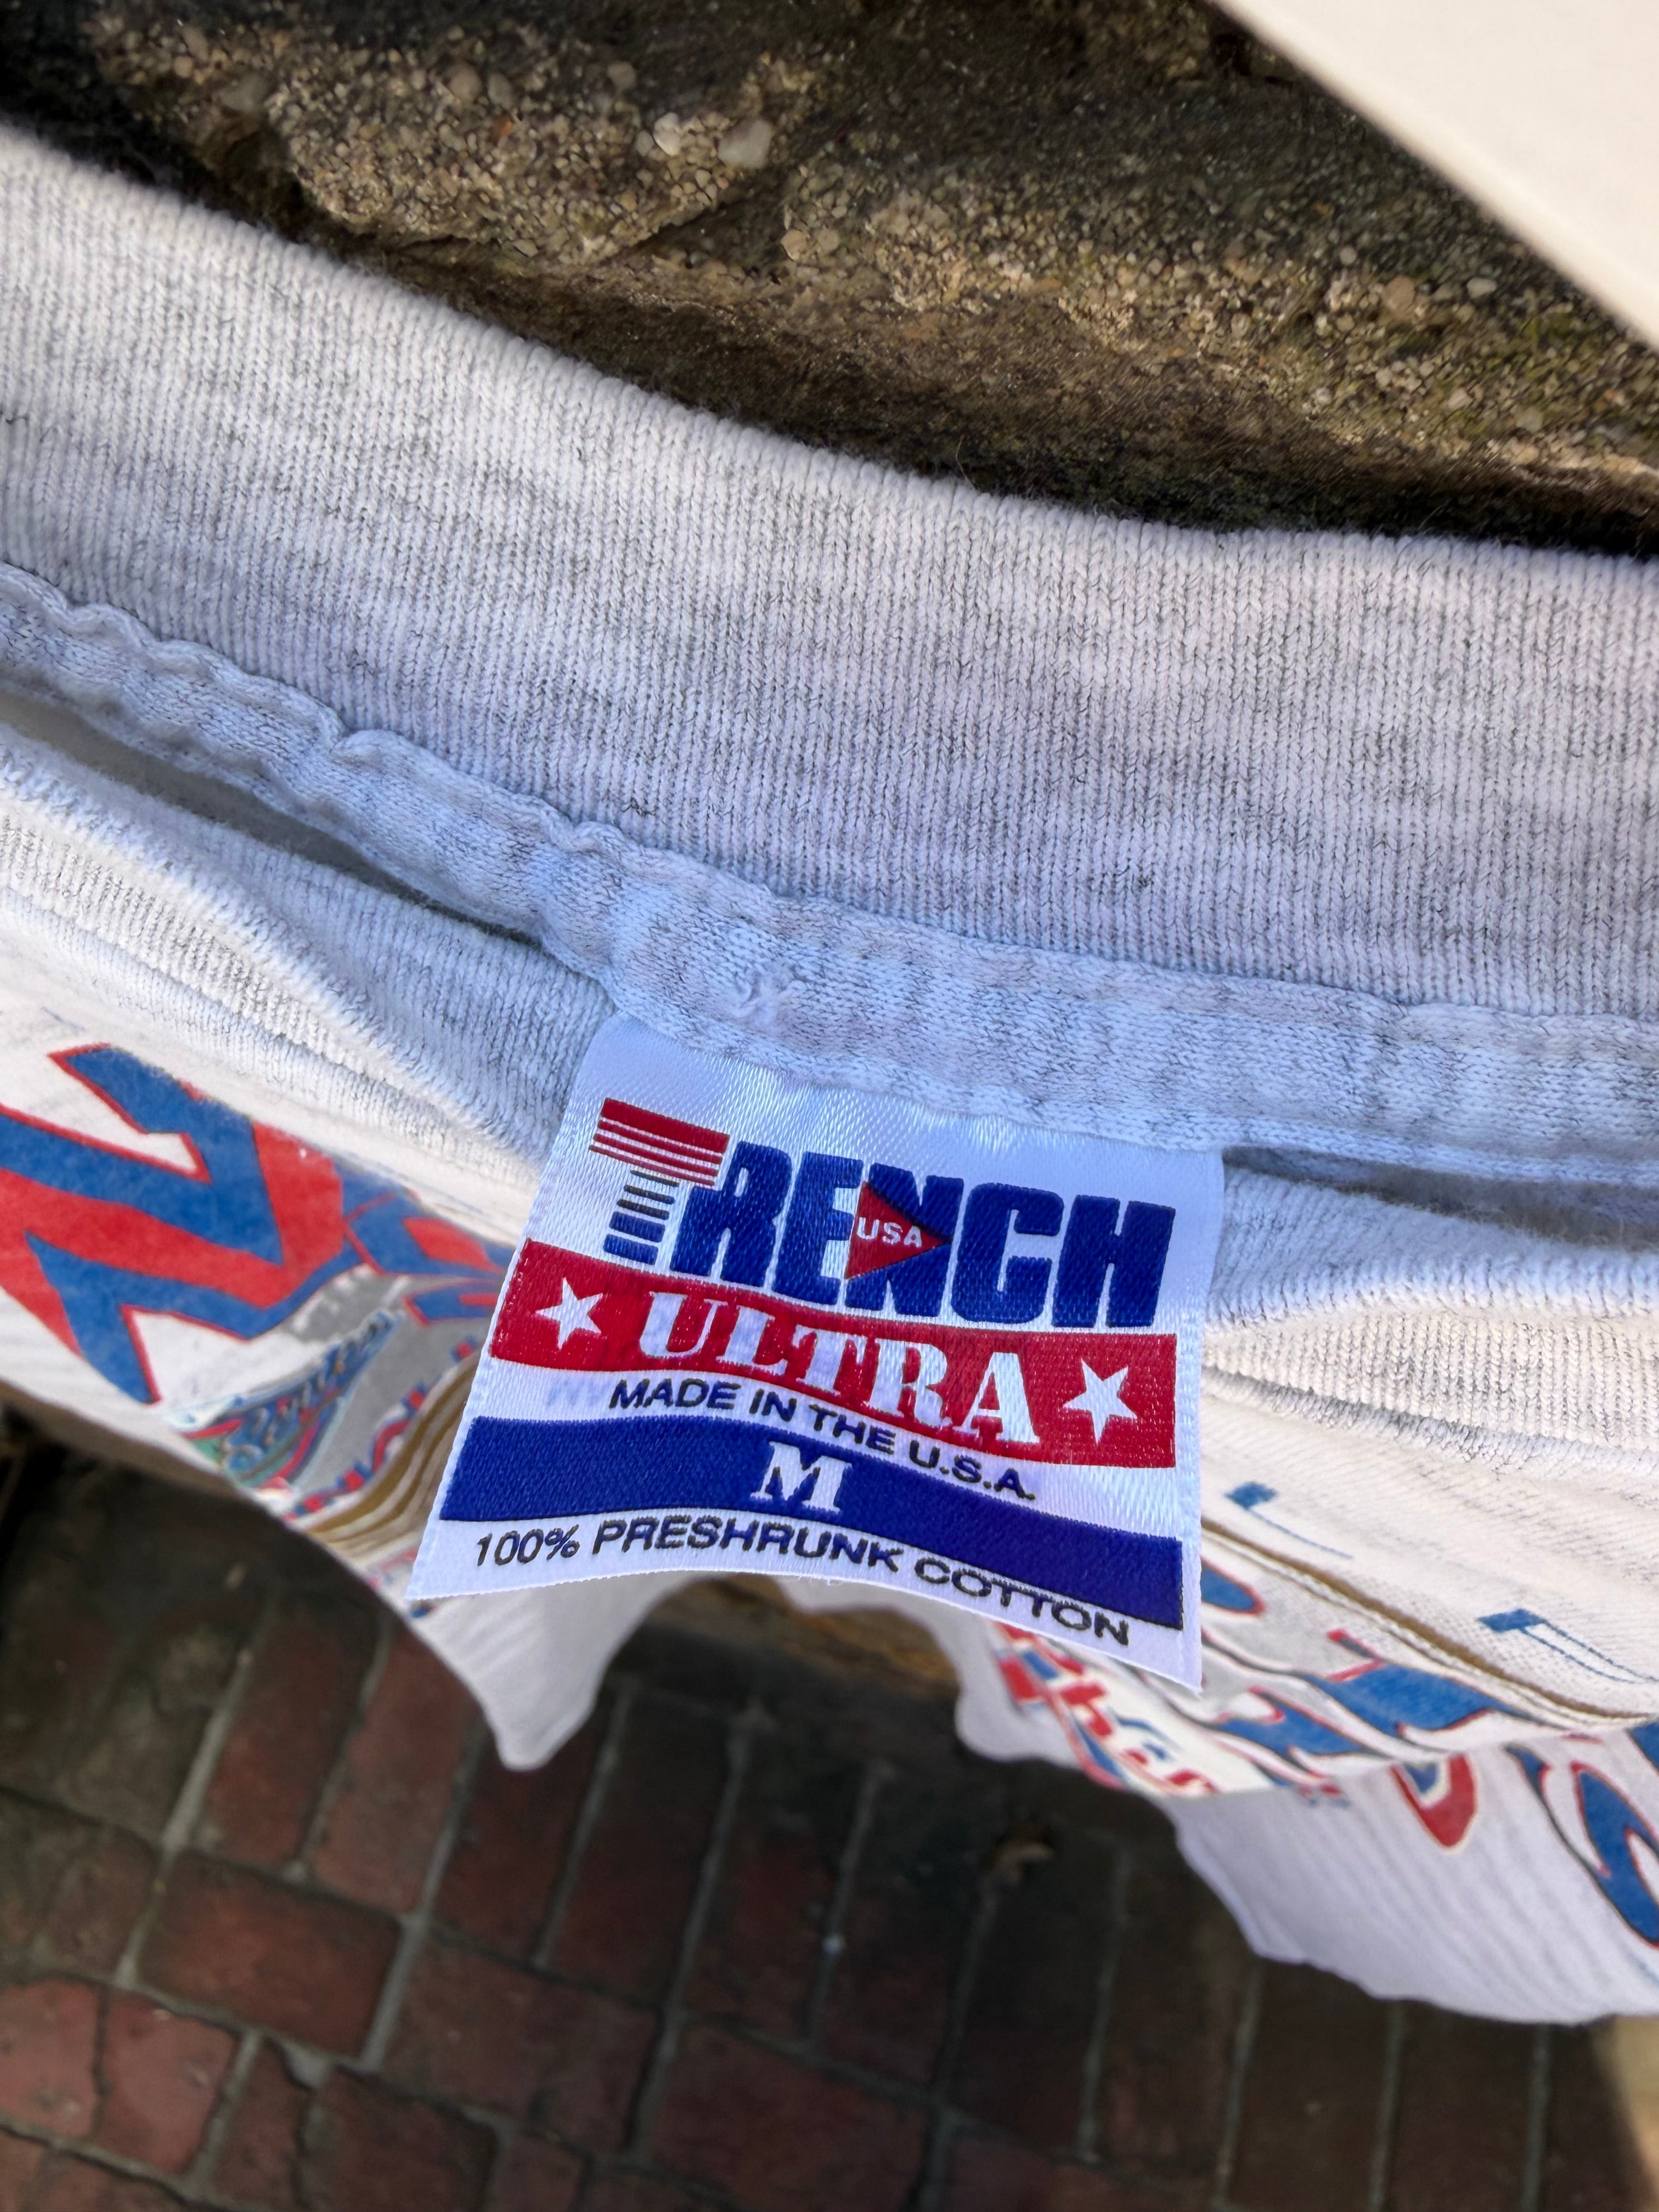 TRENCH
USA
ULTRA
MADE IN THE U.S.A.
M
100% PRESHRUNK COTTON